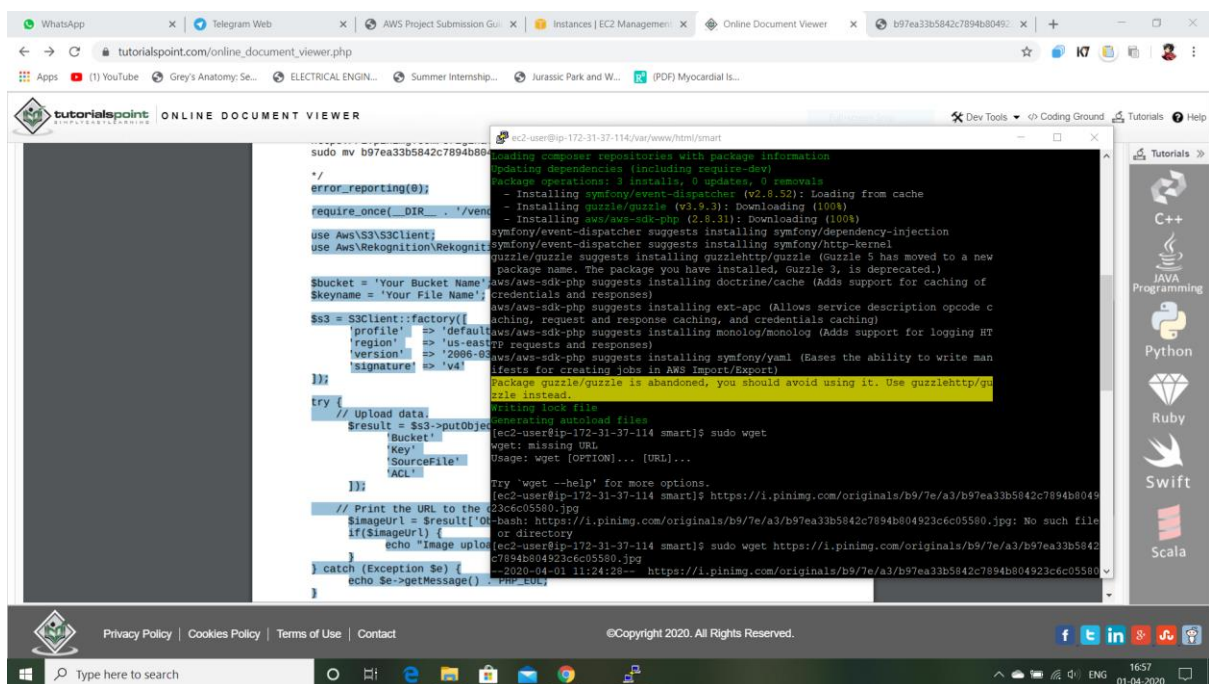 WhatsApp
Telegram Web
AWS Project Submission Gui
Instances | EC2 Management
Online Document Viewer
b97ea33b5842c7894b80492
tutorialspoint.com/online_document_viewer.php
Apps
(1) YouTube
Grey's Anatomy: Se...
ELECTRICAL ENGIN...
Summer Internship...
Jurassic Park and W...
(PDF) Myocardial Is...
tutorialspoint
SIMPLYEASYLEARNING
ONLINE DOCUMENT VIEWER
Dev Tools
Coding Ground
Tutorials
Help
sudo mv b97ea33b5842c7894b804
*/
error_reporting(0);
require_once(__DIR__ . '/vend
use Aws\S3\S3Client;
use Aws\Rekognition\Rekogniti
$bucket = 'Your Bucket Name';
$keyname = 'Your File Name';
$s3 = S3Client::factory([
'profile' => 'default
'region' => 'us-east
'version' => '2006-03
'signature' => 'v4'
]);
try {
// Upload data.
$result = $s3->putObjec
'Bucket'
'Key'
'SourceFile'
'ACL'
]);
// Print the URL to the o
$imageUrl = $result['Ob
if($imageUrl) {
echo "Image uploa
}
} catch (Exception $e) {
echo $e->getMessage() . PHP_EOL;
}
ec2-user@ip-172-31-37-114:/var/www/html/smart
Loading composer repositories with package information
Updating dependencies (including require-dev)
Package operations: 3 installs, 0 updates, 0 removals
- Installing symfony/event-dispatcher (v2.8.52): Loading from cache
- Installing guzzle/guzzle (v3.9.3): Downloading (100%)
- Installing aws/aws-sdk-php (2.8.31): Downloading (100%)
symfony/event-dispatcher suggests installing symfony/dependency-injection
symfony/event-dispatcher suggests installing symfony/http-kernel
guzzle/guzzle suggests installing guzzlehttp/guzzle (Guzzle 5 has moved to a new
package name. The package you have installed, Guzzle 3, is deprecated.)
aws/aws-sdk-php suggests installing doctrine/cache (Adds support for caching of
credentials and responses)
aws/aws-sdk-php suggests installing ext-apc (Allows service description opcode c
aching, request and response caching, and credentials caching)
aws/aws-sdk-php suggests installing monolog/monolog (Adds support for logging HT
TP requests and responses)
aws/aws-sdk-php suggests installing symfony/yaml (Eases the ability to write man
ifests for creating jobs in AWS Import/Export)
Package guzzle/guzzle is abandoned, you should avoid using it. Use guzzlehttp/gu
zzle instead.
Writing lock file
Generating autoload files
[ec2-user@ip-172-31-37-114 smart]$ sudo wget
wget: missing URL
Usage: wget [OPTION]... [URL]...
Try `wget --help' for more options.
[ec2-user@ip-172-31-37-114 smart]$ https://i.pinimg.com/originals/b9/7e/a3/b97ea33b5842c7894b8049
23c6c05580.jpg
-bash: https://i.pinimg.com/originals/b9/7e/a3/b97ea33b5842c7894b804923c6c05580.jpg: No such file
or directory
[ec2-user@ip-172-31-37-114 smart]$ sudo wget https://i.pinimg.com/originals/b9/7e/a3/b97ea33b5842
c7894b804923c6c05580.jpg
--2020-04-01 11:24:28-- https://i.pinimg.com/originals/b9/7e/a3/b97ea33b5842c7894b804923c6c05580
Tutorials
C++
JAVA
Programming
Python
Ruby
Swift
Scala
Privacy Policy | Cookies Policy | Terms of Use | Contact
©Copyright 2020. All Rights Reserved.
Type here to search
ENG
16:57
01-04-2020